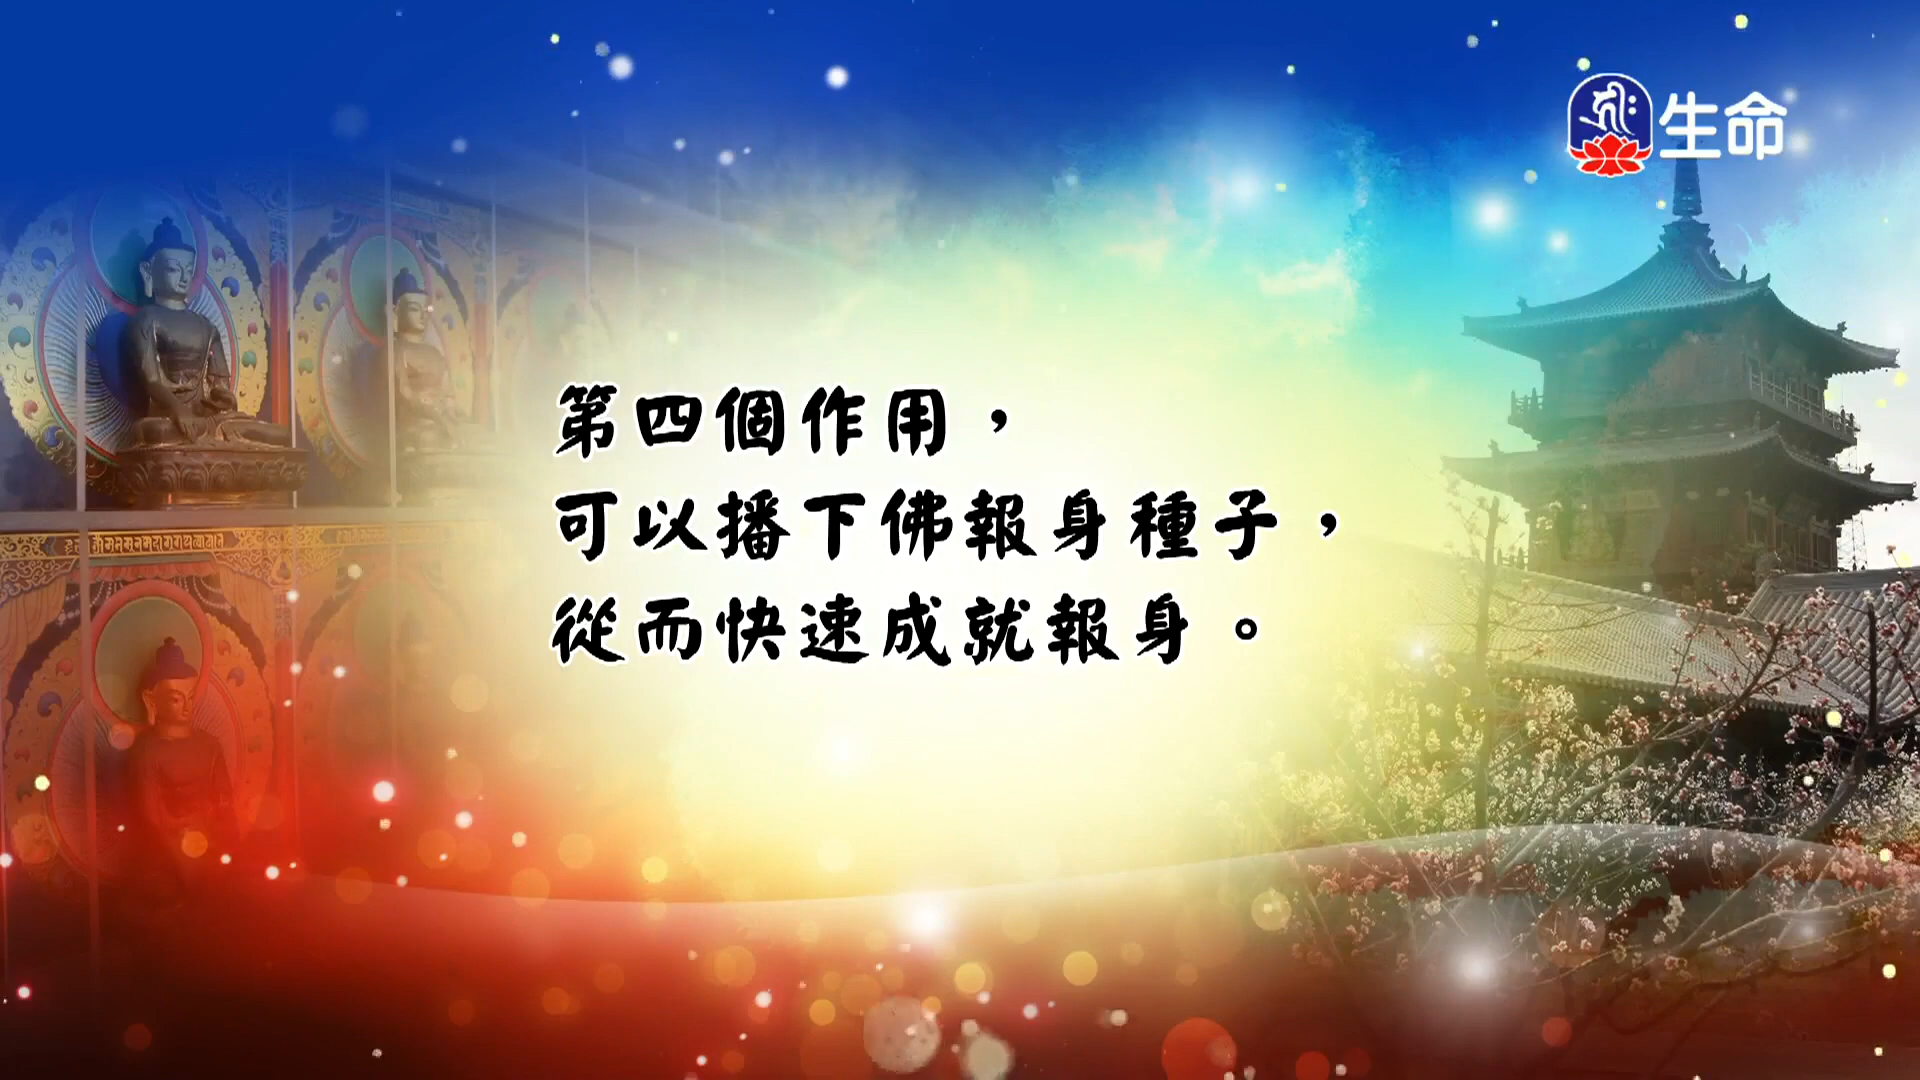 生命
第四個作用，
可以播下佛報身種子，
從而快速成就報身。